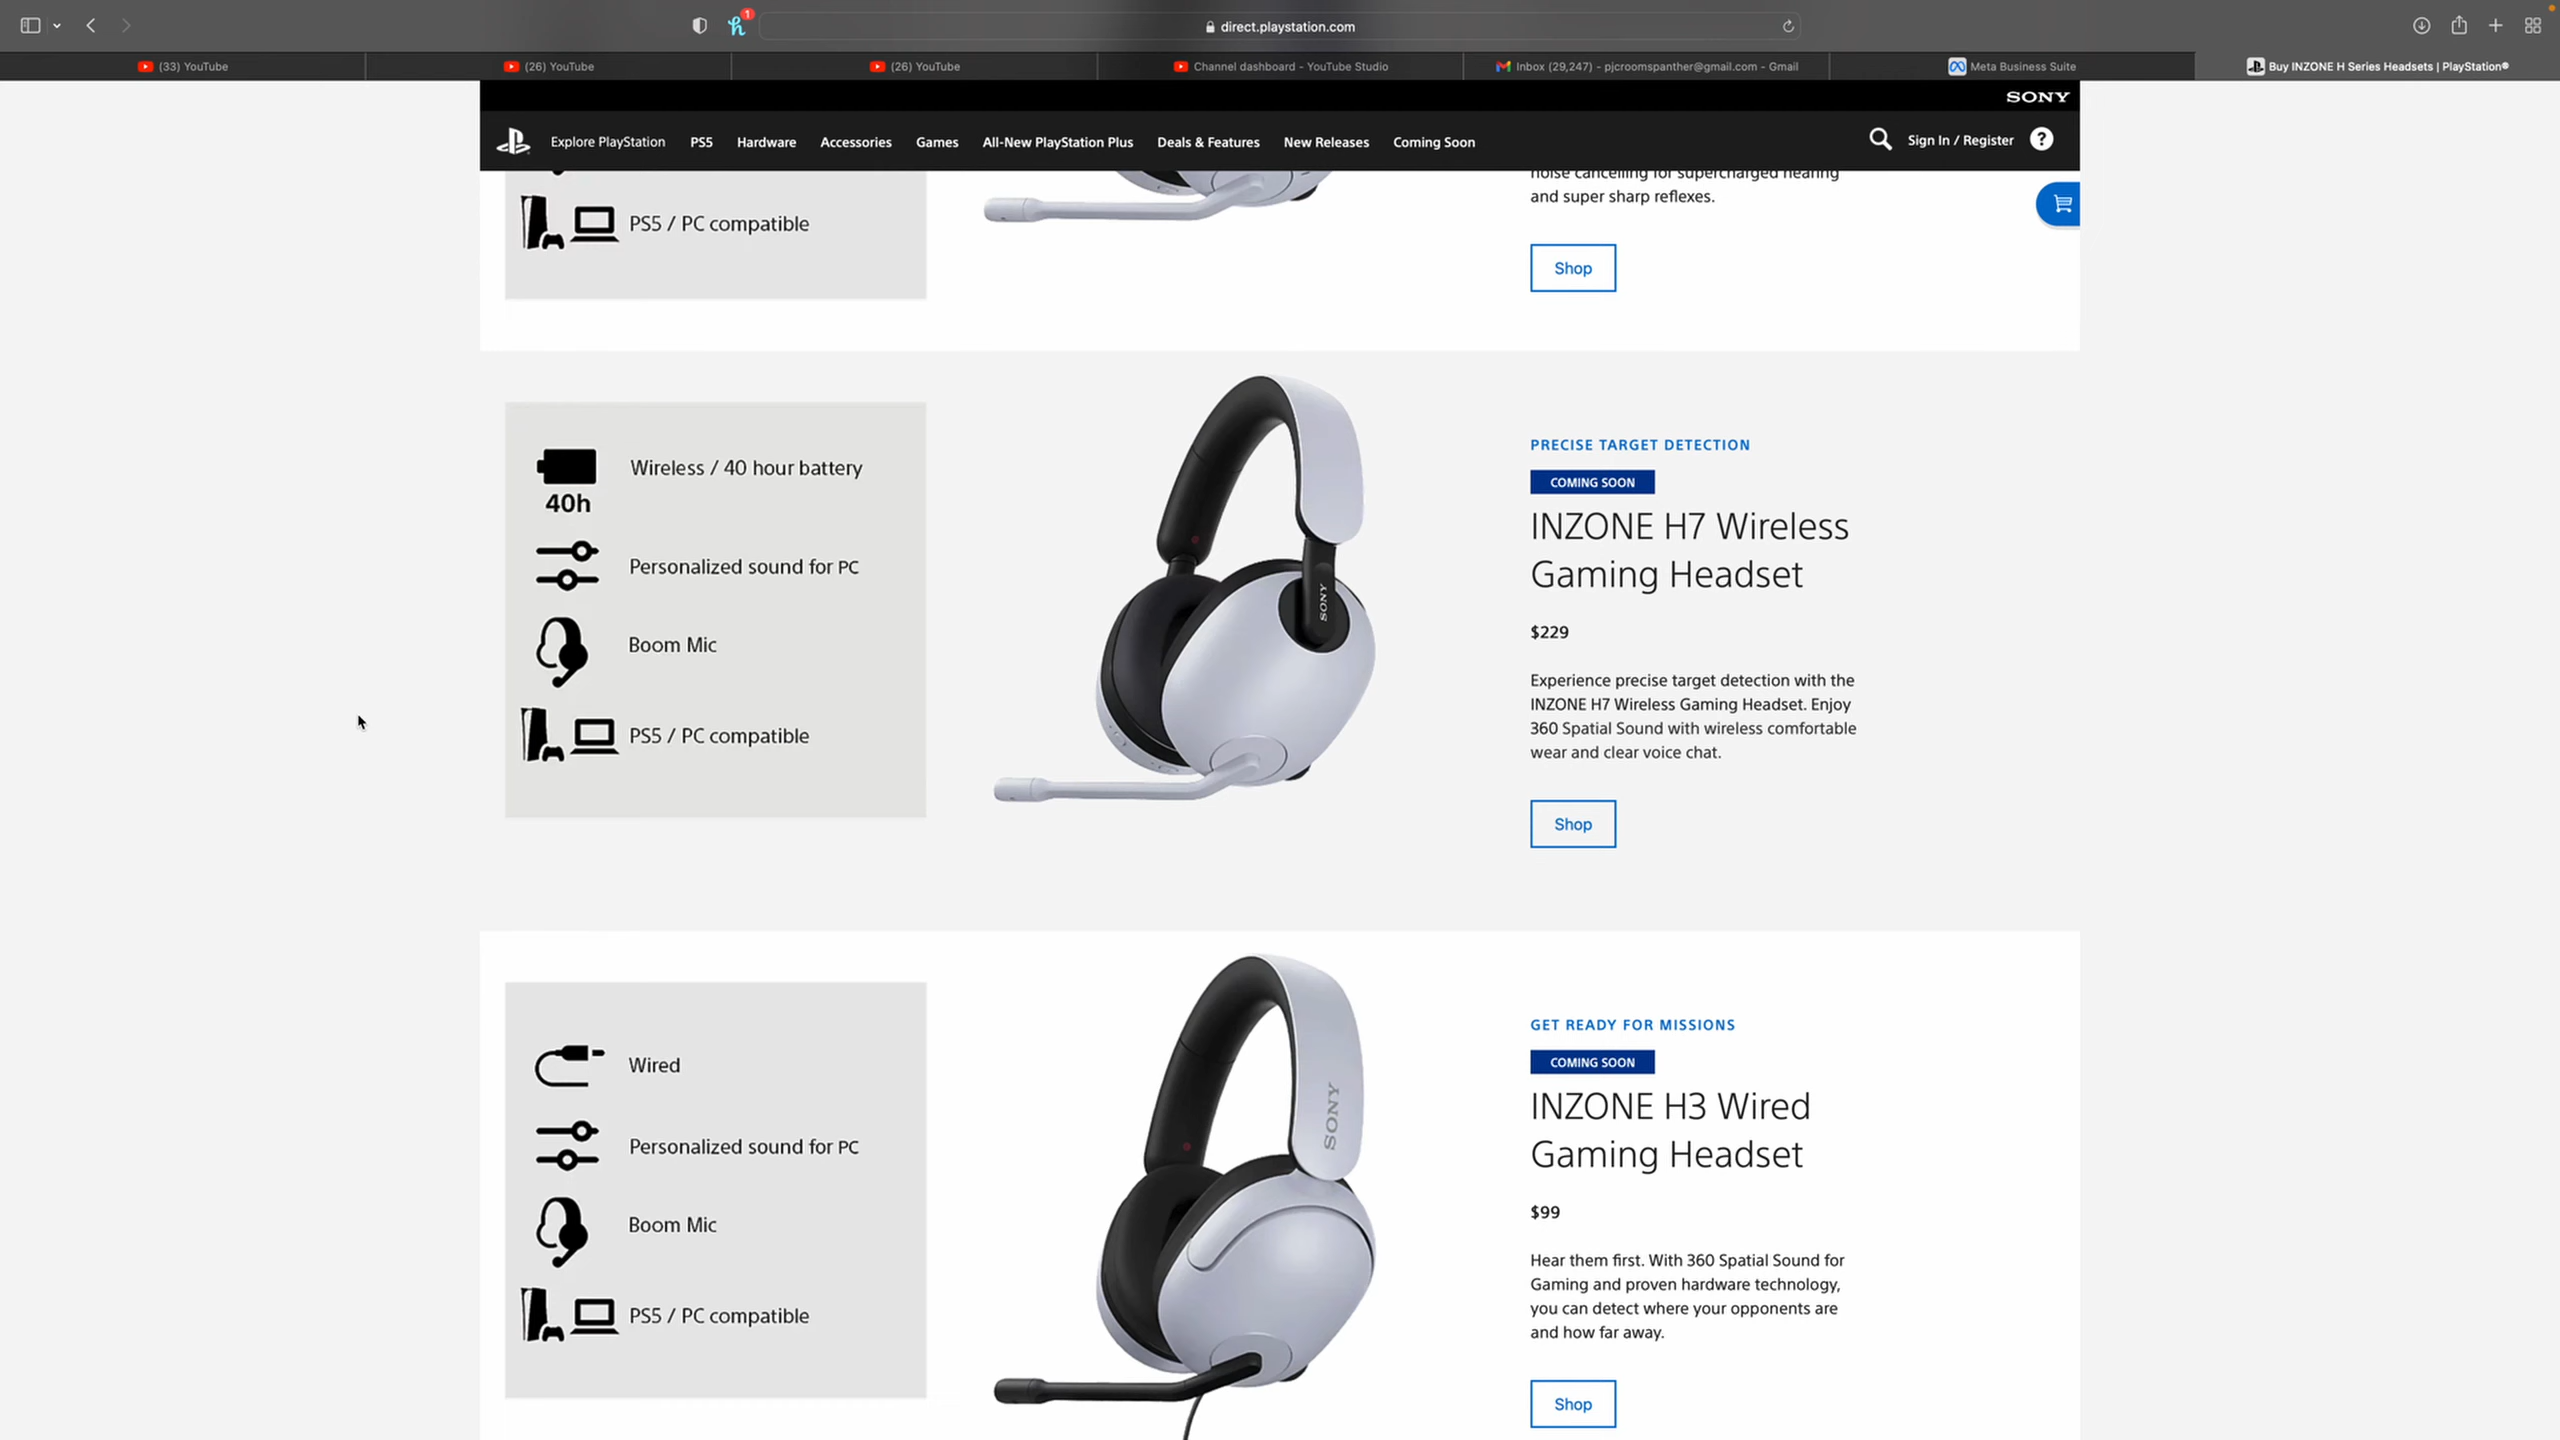 h 1
direct.playstation.com
(33) YouTube
(26) YouTube
(26) YouTube
Channel dashboard - YouTube Studio
Inbox (29,247) - pjcroomspanther@gmail.com - Gmail
Meta Business Suite
Buy INZONE H Series Headsets | PlayStation®
SONY
Explore PlayStation PS5 Hardware Accessories Games All-New PlayStation Plus Deals & Features New Releases Coming Soon
Sign In / Register ?
PS5 / PC compatible
noise cancelling for supercharged hearing
and super sharp reflexes.
Shop
Wireless / 40 hour battery
40h
Personalized sound for PC
Boom Mic
PS5 / PC compatible
SONY
PRECISE TARGET DETECTION
COMING SOON
INZONE H7 Wireless
Gaming Headset
$229
Experience precise target detection with the
INZONE H7 Wireless Gaming Headset. Enjoy
360 Spatial Sound with wireless comfortable
wear and clear voice chat.
Shop
Wired
Personalized sound for PC
Boom Mic
PS5 / PC compatible
SONY
GET READY FOR MISSIONS
COMING SOON
INZONE H3 Wired
Gaming Headset
$99
Hear them first. With 360 Spatial Sound for
Gaming and proven hardware technology,
you can detect where your opponents are
and how far away.
Shop